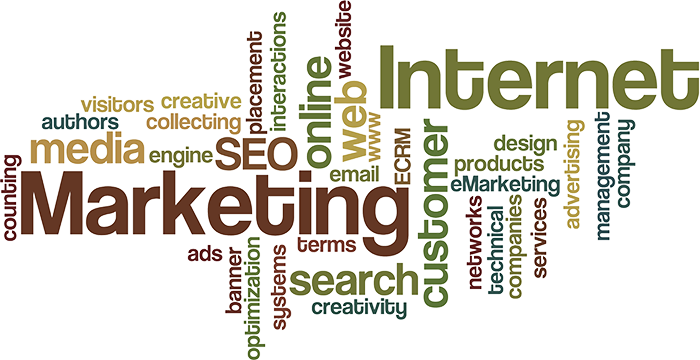 website
placement
interactions
Internet
online
web
www
visitors
creative
authors
collecting
media
engine
SEO
email
ECRM
customer
design
products
eMarketing
advertising
management
company
counting
Marketing
ads
banner
optimization
systems
terms
search
creativity
networks
technical
companies
services